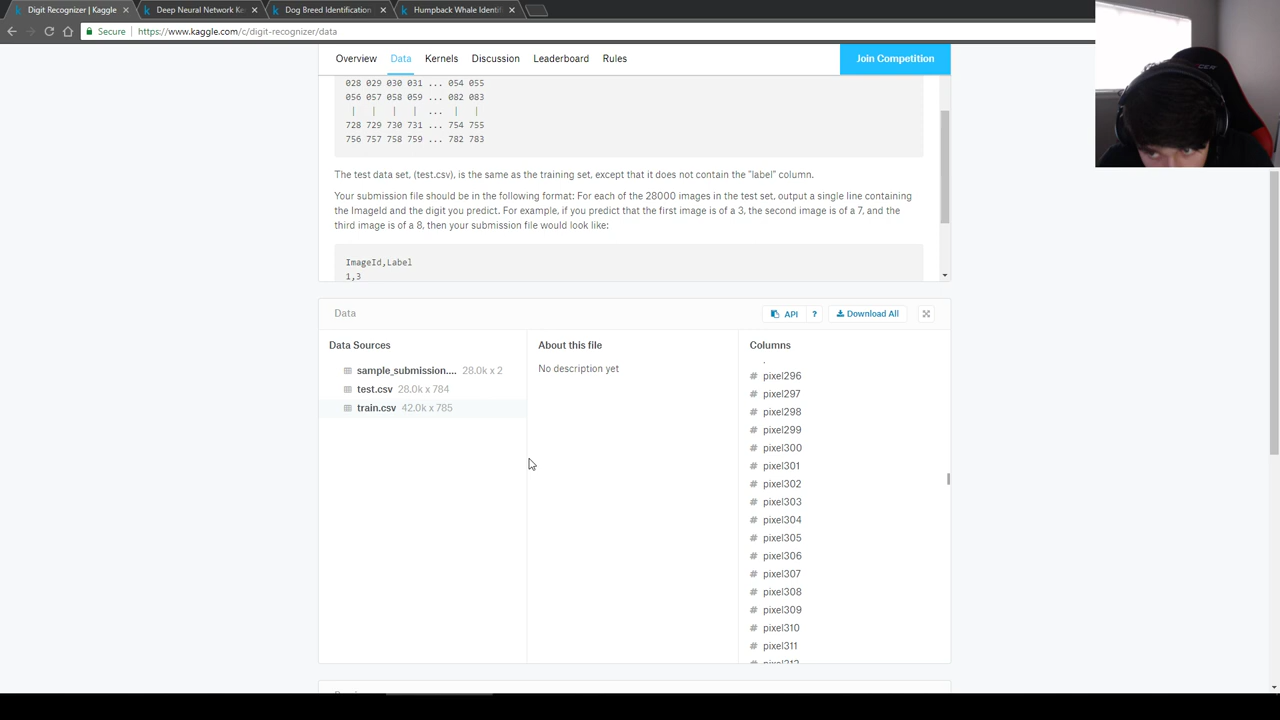 Digit Recognizer | Kaggle
Deep Neural Network Ke
Dog Breed Identification
Humpback Whale Identif
Secure
https://www.kaggle.com/c/digit-recognizer/data
Overview Data Kernels Discussion Leaderboard Rules
Join Competition
028 029 030 031 ... 054 055
056 057 058 059 ... 082 083
| | | | ... | |
728 729 730 731 ... 754 755
756 757 758 759 ... 782 783
The test data set, (test.csv), is the same as the training set, except that it does not contain the "label" column.
Your submission file should be in the following format: For each of the 28000 images in the test set, output a single line containing
the ImageId and the digit you predict. For example, if you predict that the first image is of a 3, the second image is of a 7, and the
third image is of a 8, then your submission file would look like:
ImageId,Label
1,3
Data
API ? Download All
Data Sources
sample_submission.... 28.0k x 2
test.csv 28.0k x 784
train.csv 42.0k x 785
About this file
No description yet
Columns
# pixel296
# pixel297
# pixel298
# pixel299
# pixel300
# pixel301
# pixel302
# pixel303
# pixel304
# pixel305
# pixel306
# pixel307
# pixel308
# pixel309
# pixel310
# pixel311